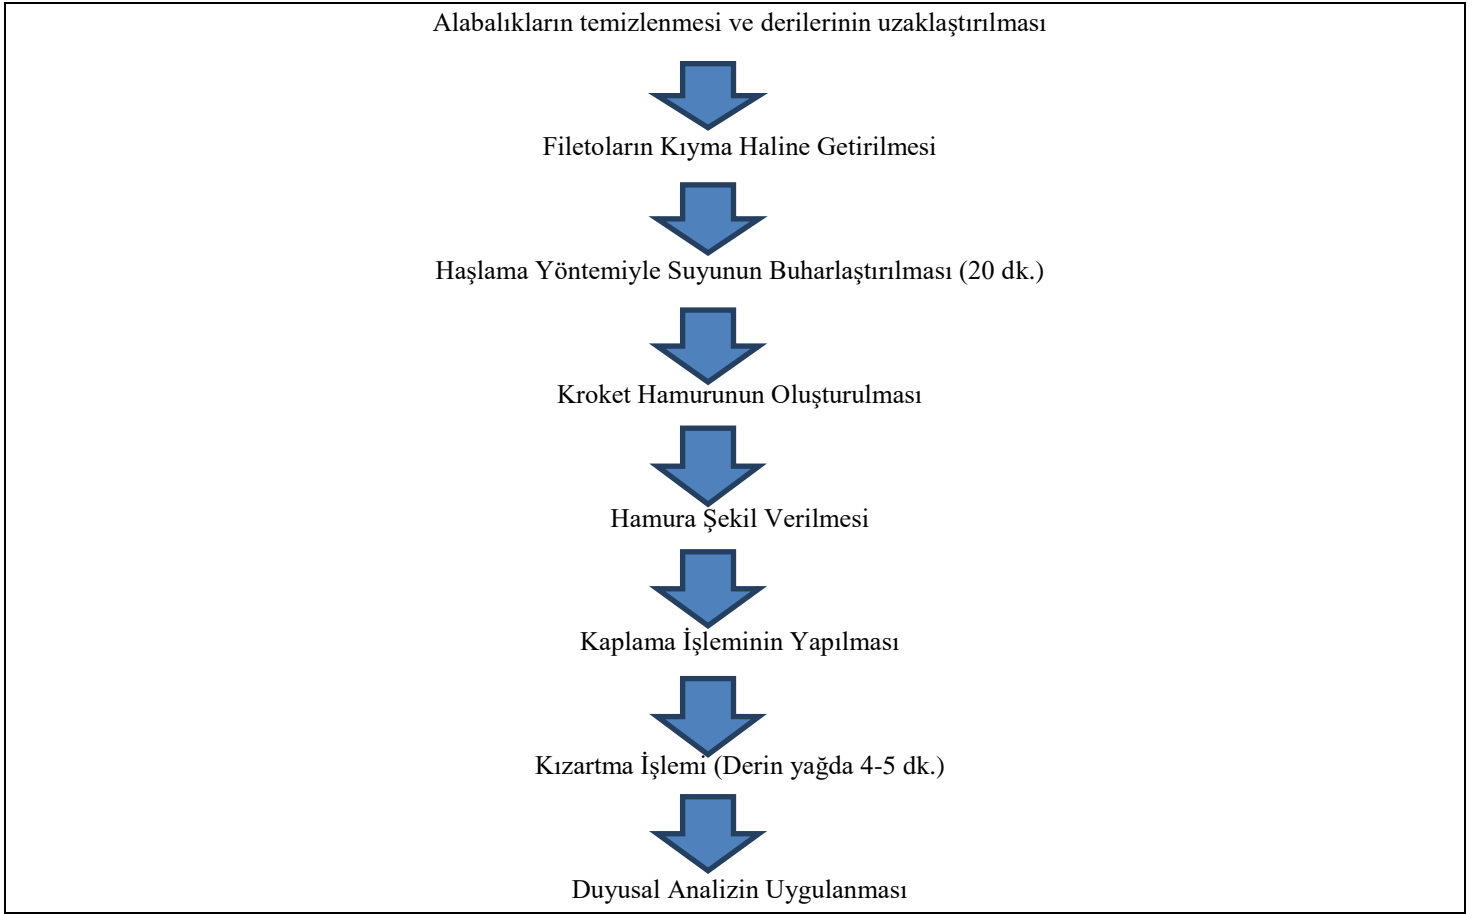 Alabalıkların temizlenmesi ve derilerinin uzaklaştırılması
Filetoların Kıyma Haline Getirilmesi
Haşlama Yöntemiyle Suyunun Buharlaştırılması (20 dk.)
Kroket Hamurunun Oluşturulması
Hamura Şekil Verilmesi
Kaplama İşleminin Yapılması
Kızartma İşlemi (Derin yağda 4-5 dk.)
Duyusal Analizin Uygulanması